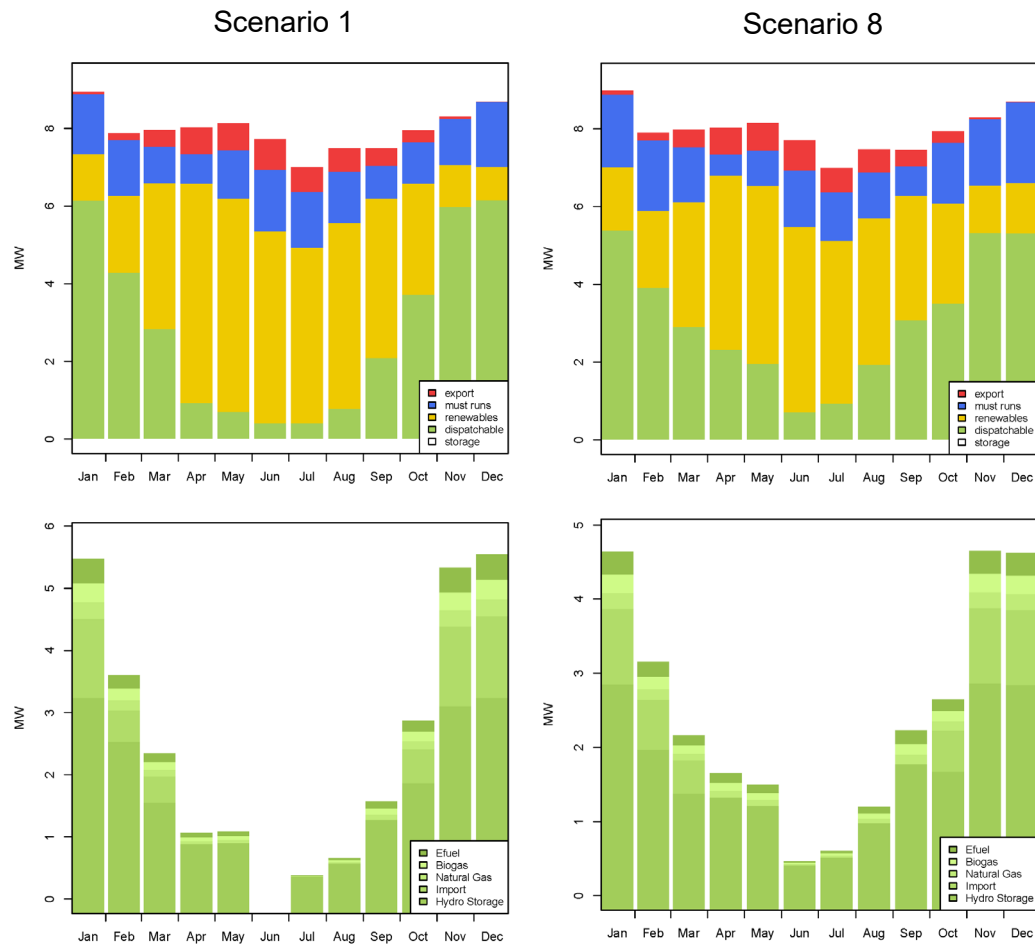 Scenario 1
Scenario 8
MW
8
6
4
2
0
export
must runs
renewables
dispatchable
storage
Jan Feb Mar Apr May Jun Jul Aug Sep Oct Nov Dec
MW
8
6
4
2
0
export
must runs
renewables
dispatchable
storage
Jan Feb Mar Apr May Jun Jul Aug Sep Oct Nov Dec
MW
6
5
4
3
2
1
0
Efuel
Biogas
Natural Gas
Import
Hydro Storage
Jan Feb Mar Apr May Jun Jul Aug Sep Oct Nov Dec
MW
5
4
3
2
1
0
Efuel
Biogas
Natural Gas
Import
Hydro Storage
Jan Feb Mar Apr May Jun Jul Aug Sep Oct Nov Dec